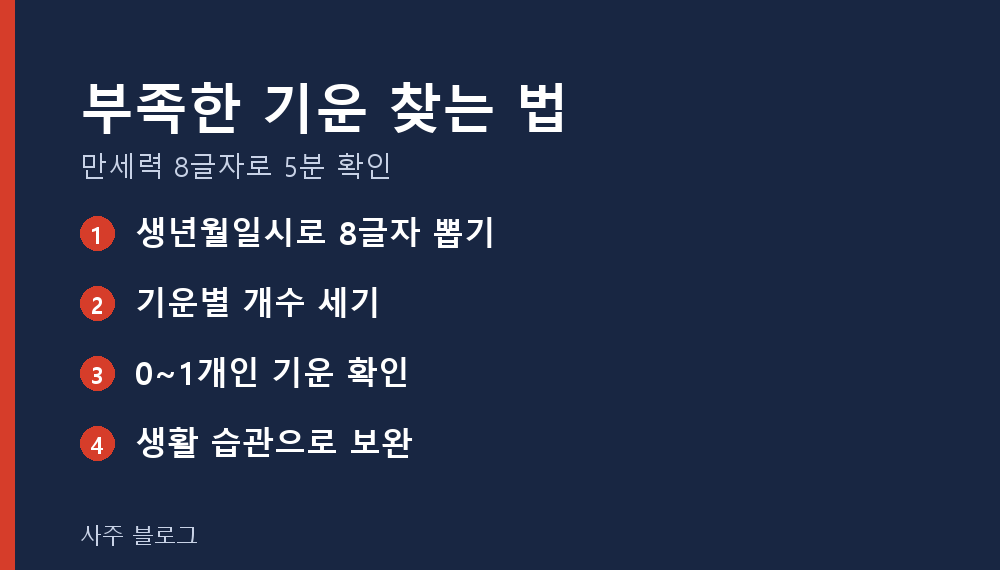 부족한 기운 찾는 법
만세력 8글자로 5분 확인
1 생년월일시로 8글자 뽑기
2 기운별 개수 세기
3 0~1개인 기운 확인
4 생활 습관으로 보완
사주 블로그